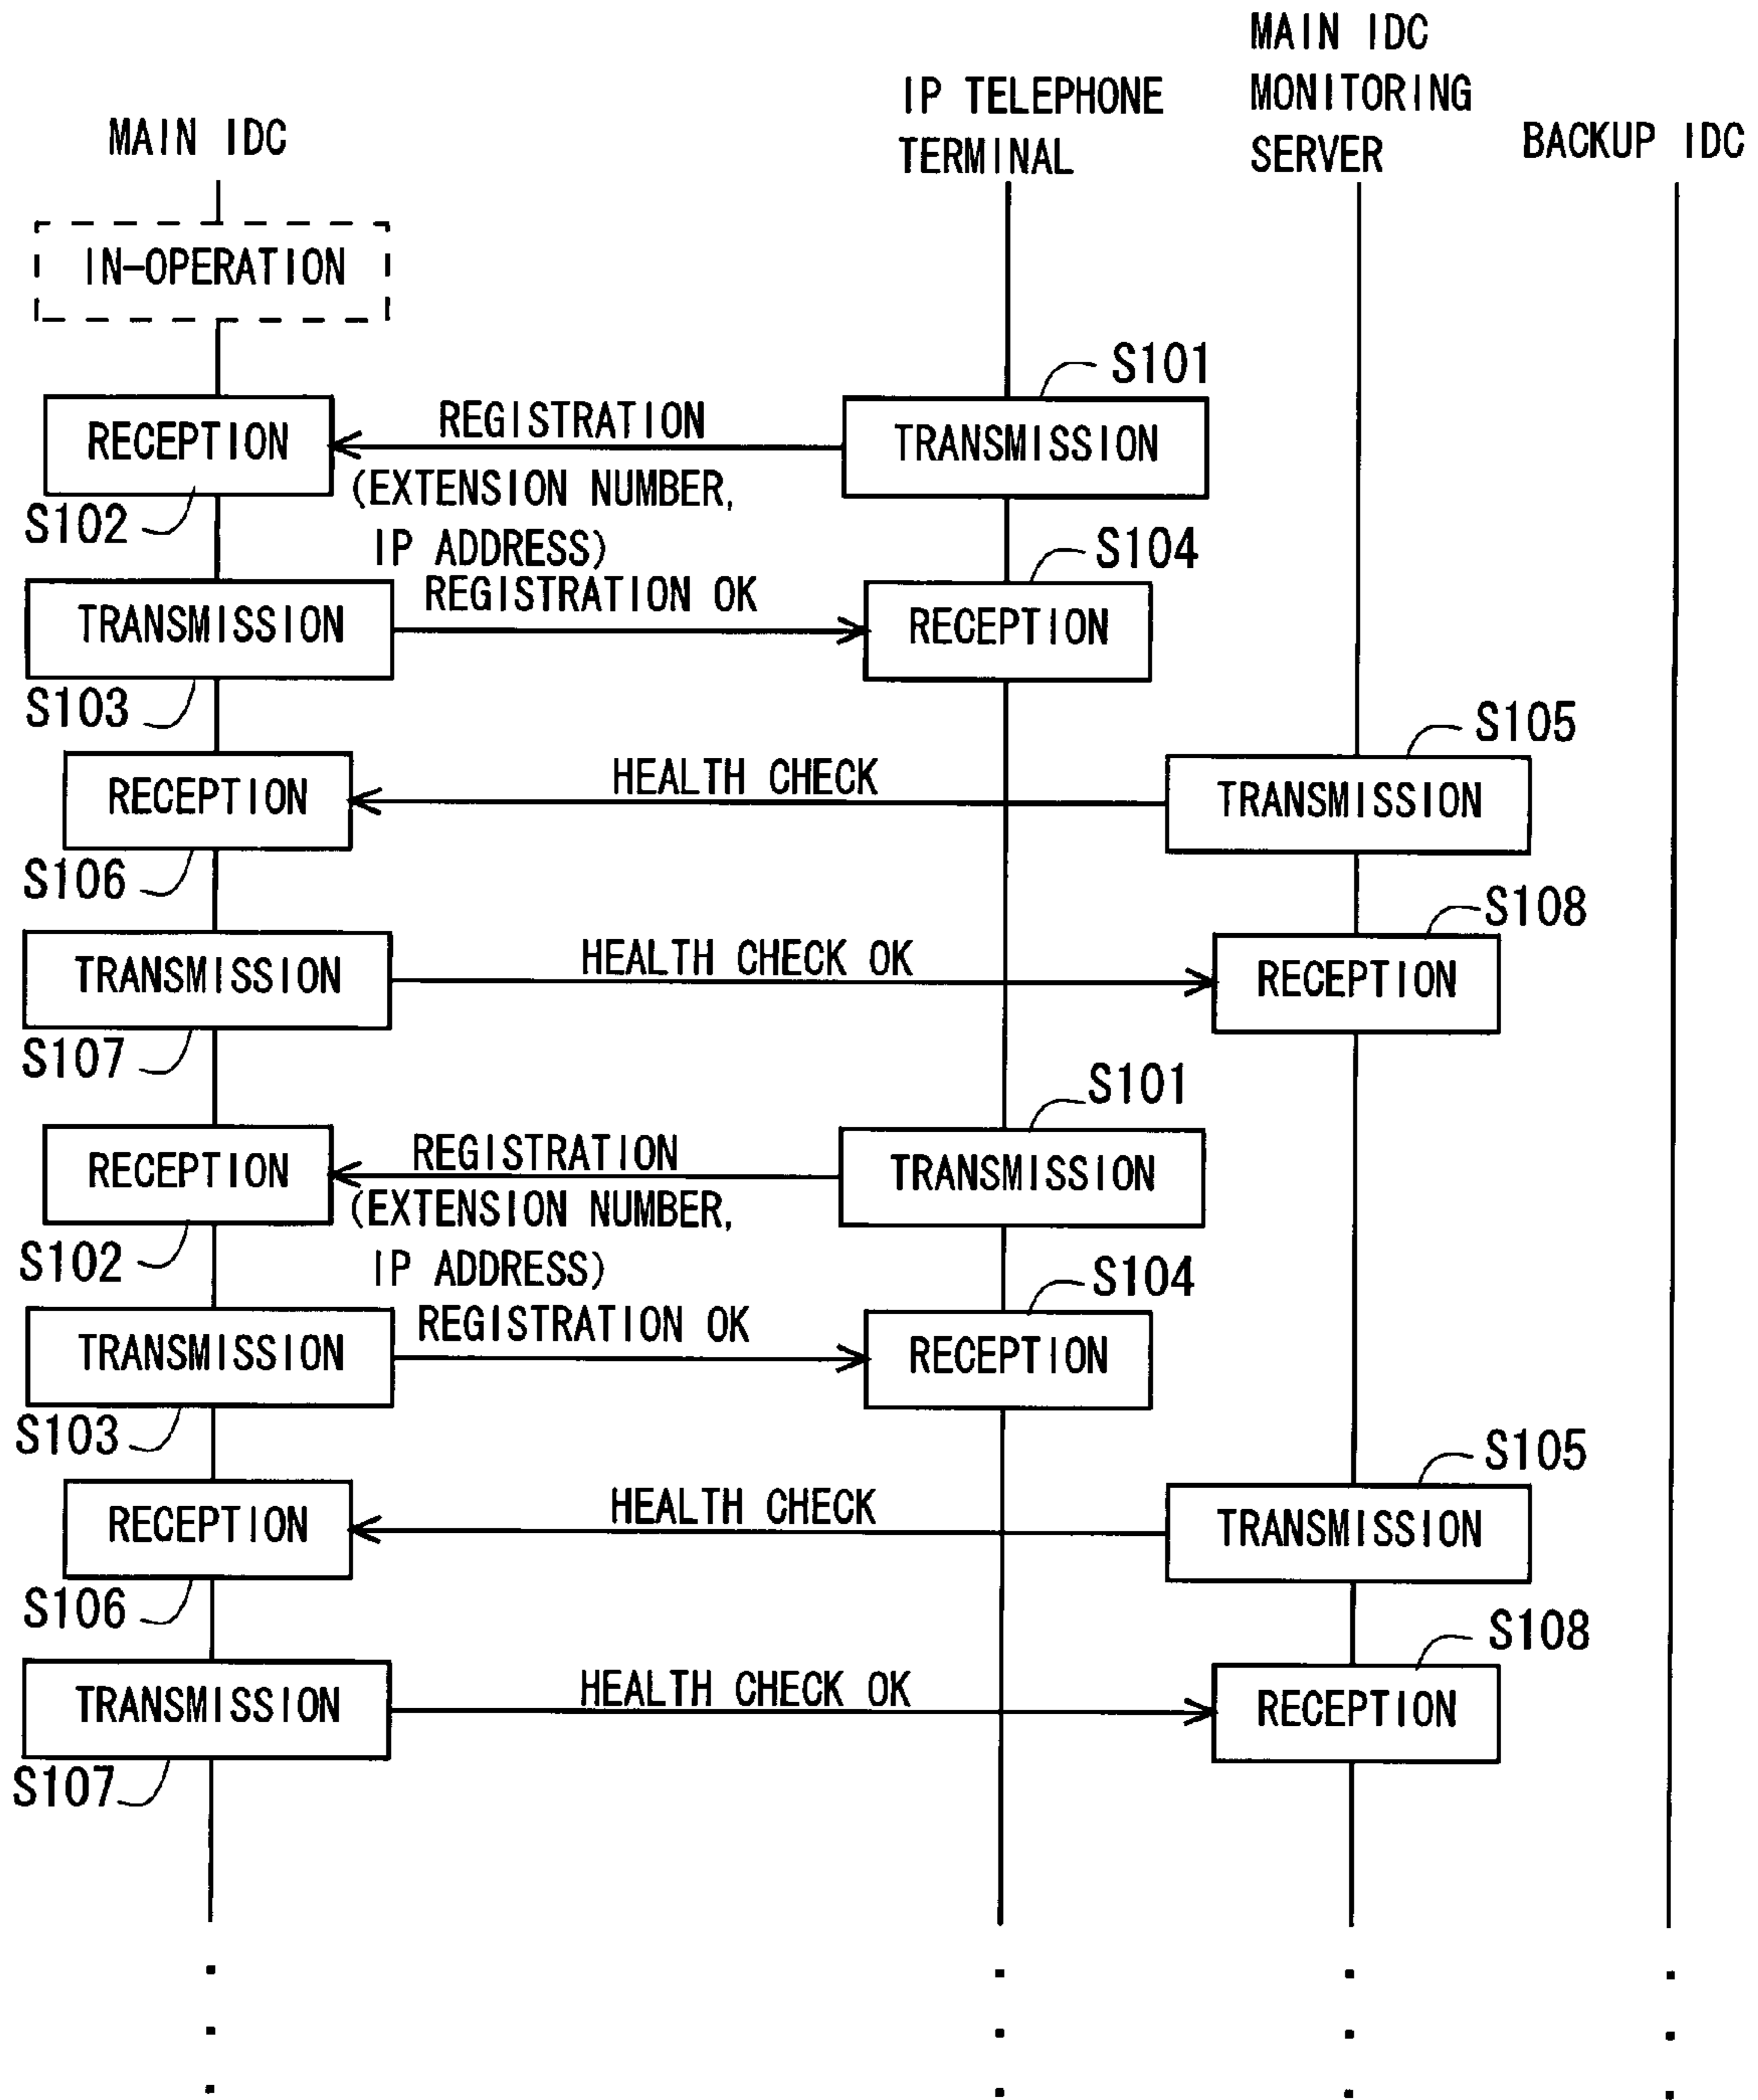 MAIN IDC
IP TELEPHONE
TERMINAL
MAIN IDC
MONITORING
SERVER
BACKUP IDC
IN-OPERATION
S101
RECEPTION
REGISTRATION
TRANSMISSION
(EXTENSION NUMBER,
IP ADDRESS)
S102
S104
TRANSMISSION
REGISTRATION OK
RECEPTION
S103
S105
RECEPTION
HEALTH CHECK
TRANSMISSION
S106
S108
TRANSMISSION
HEALTH CHECK OK
RECEPTION
S107
S101
RECEPTION
REGISTRATION
TRANSMISSION
(EXTENSION NUMBER,
IP ADDRESS)
S102
S104
TRANSMISSION
REGISTRATION OK
RECEPTION
S103
S105
RECEPTION
HEALTH CHECK
TRANSMISSION
S106
S108
TRANSMISSION
HEALTH CHECK OK
RECEPTION
S107